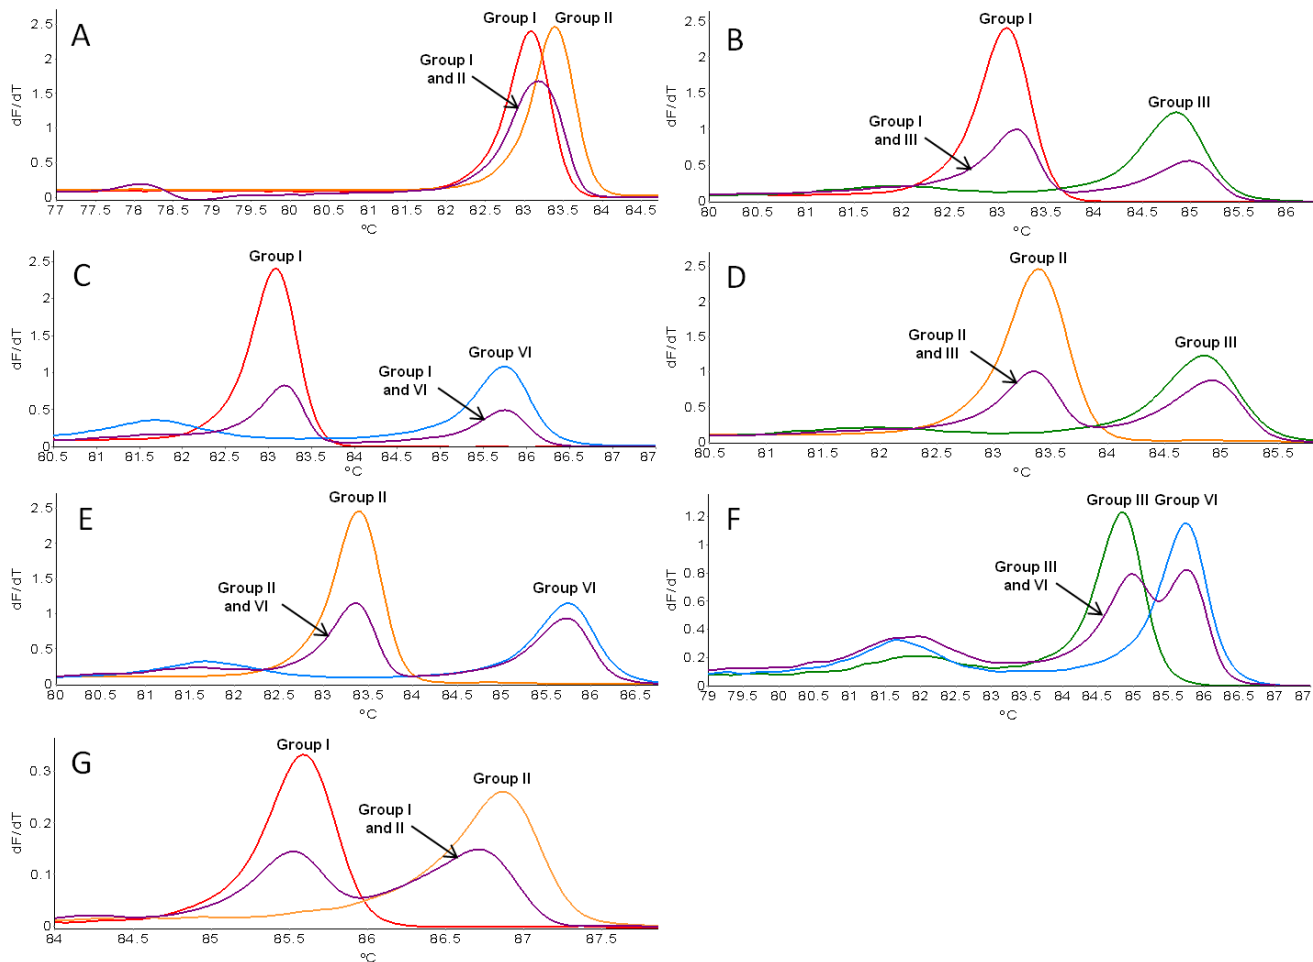 A
Group I Group II
Group I
and II
dF/dT
2.5
2
1.5
1
0.5
0
77 77.5 78 78.5 79 79.5 80 80.5 81 81.5 82 82.5 83 83.5 84 84.5
°C
B
Group I
Group III
Group I
and III
dF/dT
2.5
2
1.5
1
0.5
0
80 80.5 81 81.5 82 82.5 83 83.5 84 84.5 85 85.5 86
°C
C
Group I
Group VI
Group I
and VI
dF/dT
2.5
2
1.5
1
0.5
0
80.5 81 81.5 82 82.5 83 83.5 84 84.5 85 85.5 86 86.5 87
°C
D
Group II
Group II
and III
Group III
dF/dT
2.5
2
1.5
1
0.5
0
80.5 81 81.5 82 82.5 83 83.5 84 84.5 85 85.5
°C
E
Group II
Group II
and VI
Group VI
dF/dT
2.5
2
1.5
1
0.5
0
80 80.5 81 81.5 82 82.5 83 83.5 84 84.5 85 85.5 86 86.5
°C
F
Group III Group VI
Group III
and VI
dF/dT
1.2
1
0.8
0.6
0.4
0.2
0
79 79.5 80 80.5 81 81.5 82 82.5 83 83.5 84 84.5 85 85.5 86 86.5 87
°C
G
Group I
Group II
Group I
and II
dF/dT
0.3
0.2
0.1
0
84 84.5 85 85.5 86 86.5 87 87.5
°C